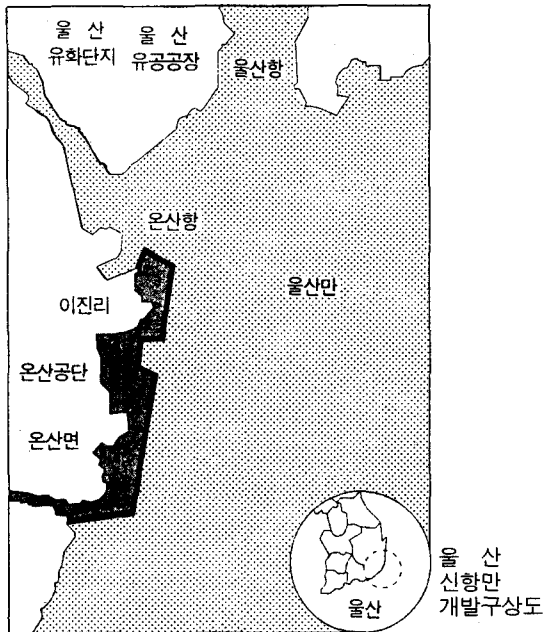 울 산
유화단지
울 산
유공공장
울산항
온산항
울산만
이진리
온산공단
온산면
울산
울 산
신항만
개발구상도